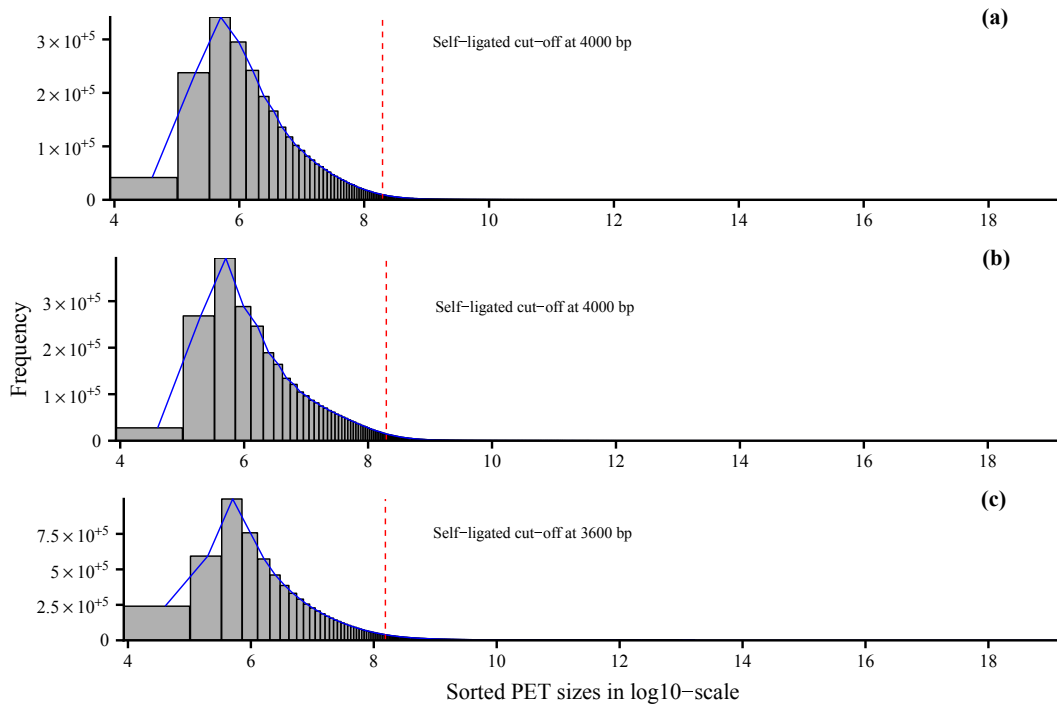 (a)
Self−ligated cut−off at 4000 bp
3 × 10^+5
2 × 10^+5
1 × 10^+5
0
4 6 8 10 12 14 16 18
(b)
Self−ligated cut−off at 4000 bp
Frequency
3 × 10^+5
2 × 10^+5
1 × 10^+5
0
4 6 8 10 12 14 16 18
(c)
Self−ligated cut−off at 3600 bp
7.5 × 10^+5
5 × 10^+5
2.5 × 10^+5
0
4 6 8 10 12 14 16 18
Sorted PET sizes in log10−scale